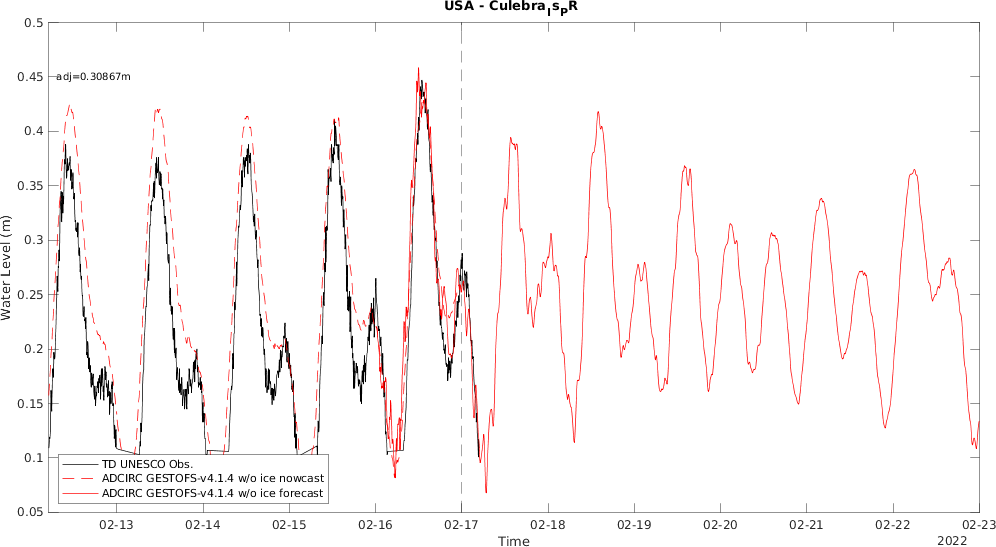 USA - Culebra_Is_PR
0.5
0.45
adj=0.30867m
0.4
0.35
0.3
0.25
0.2
0.15
0.1
0.05
Water Level (m)
TD UNESCO Obs.
ADCIRC GESTOFS-v4.1.4 w/o ice nowcast
ADCIRC GESTOFS-v4.1.4 w/o ice forecast
02-13 02-14 02-15 02-16 02-17 02-18 02-19 02-20 02-21 02-22 02-23
Time
2022